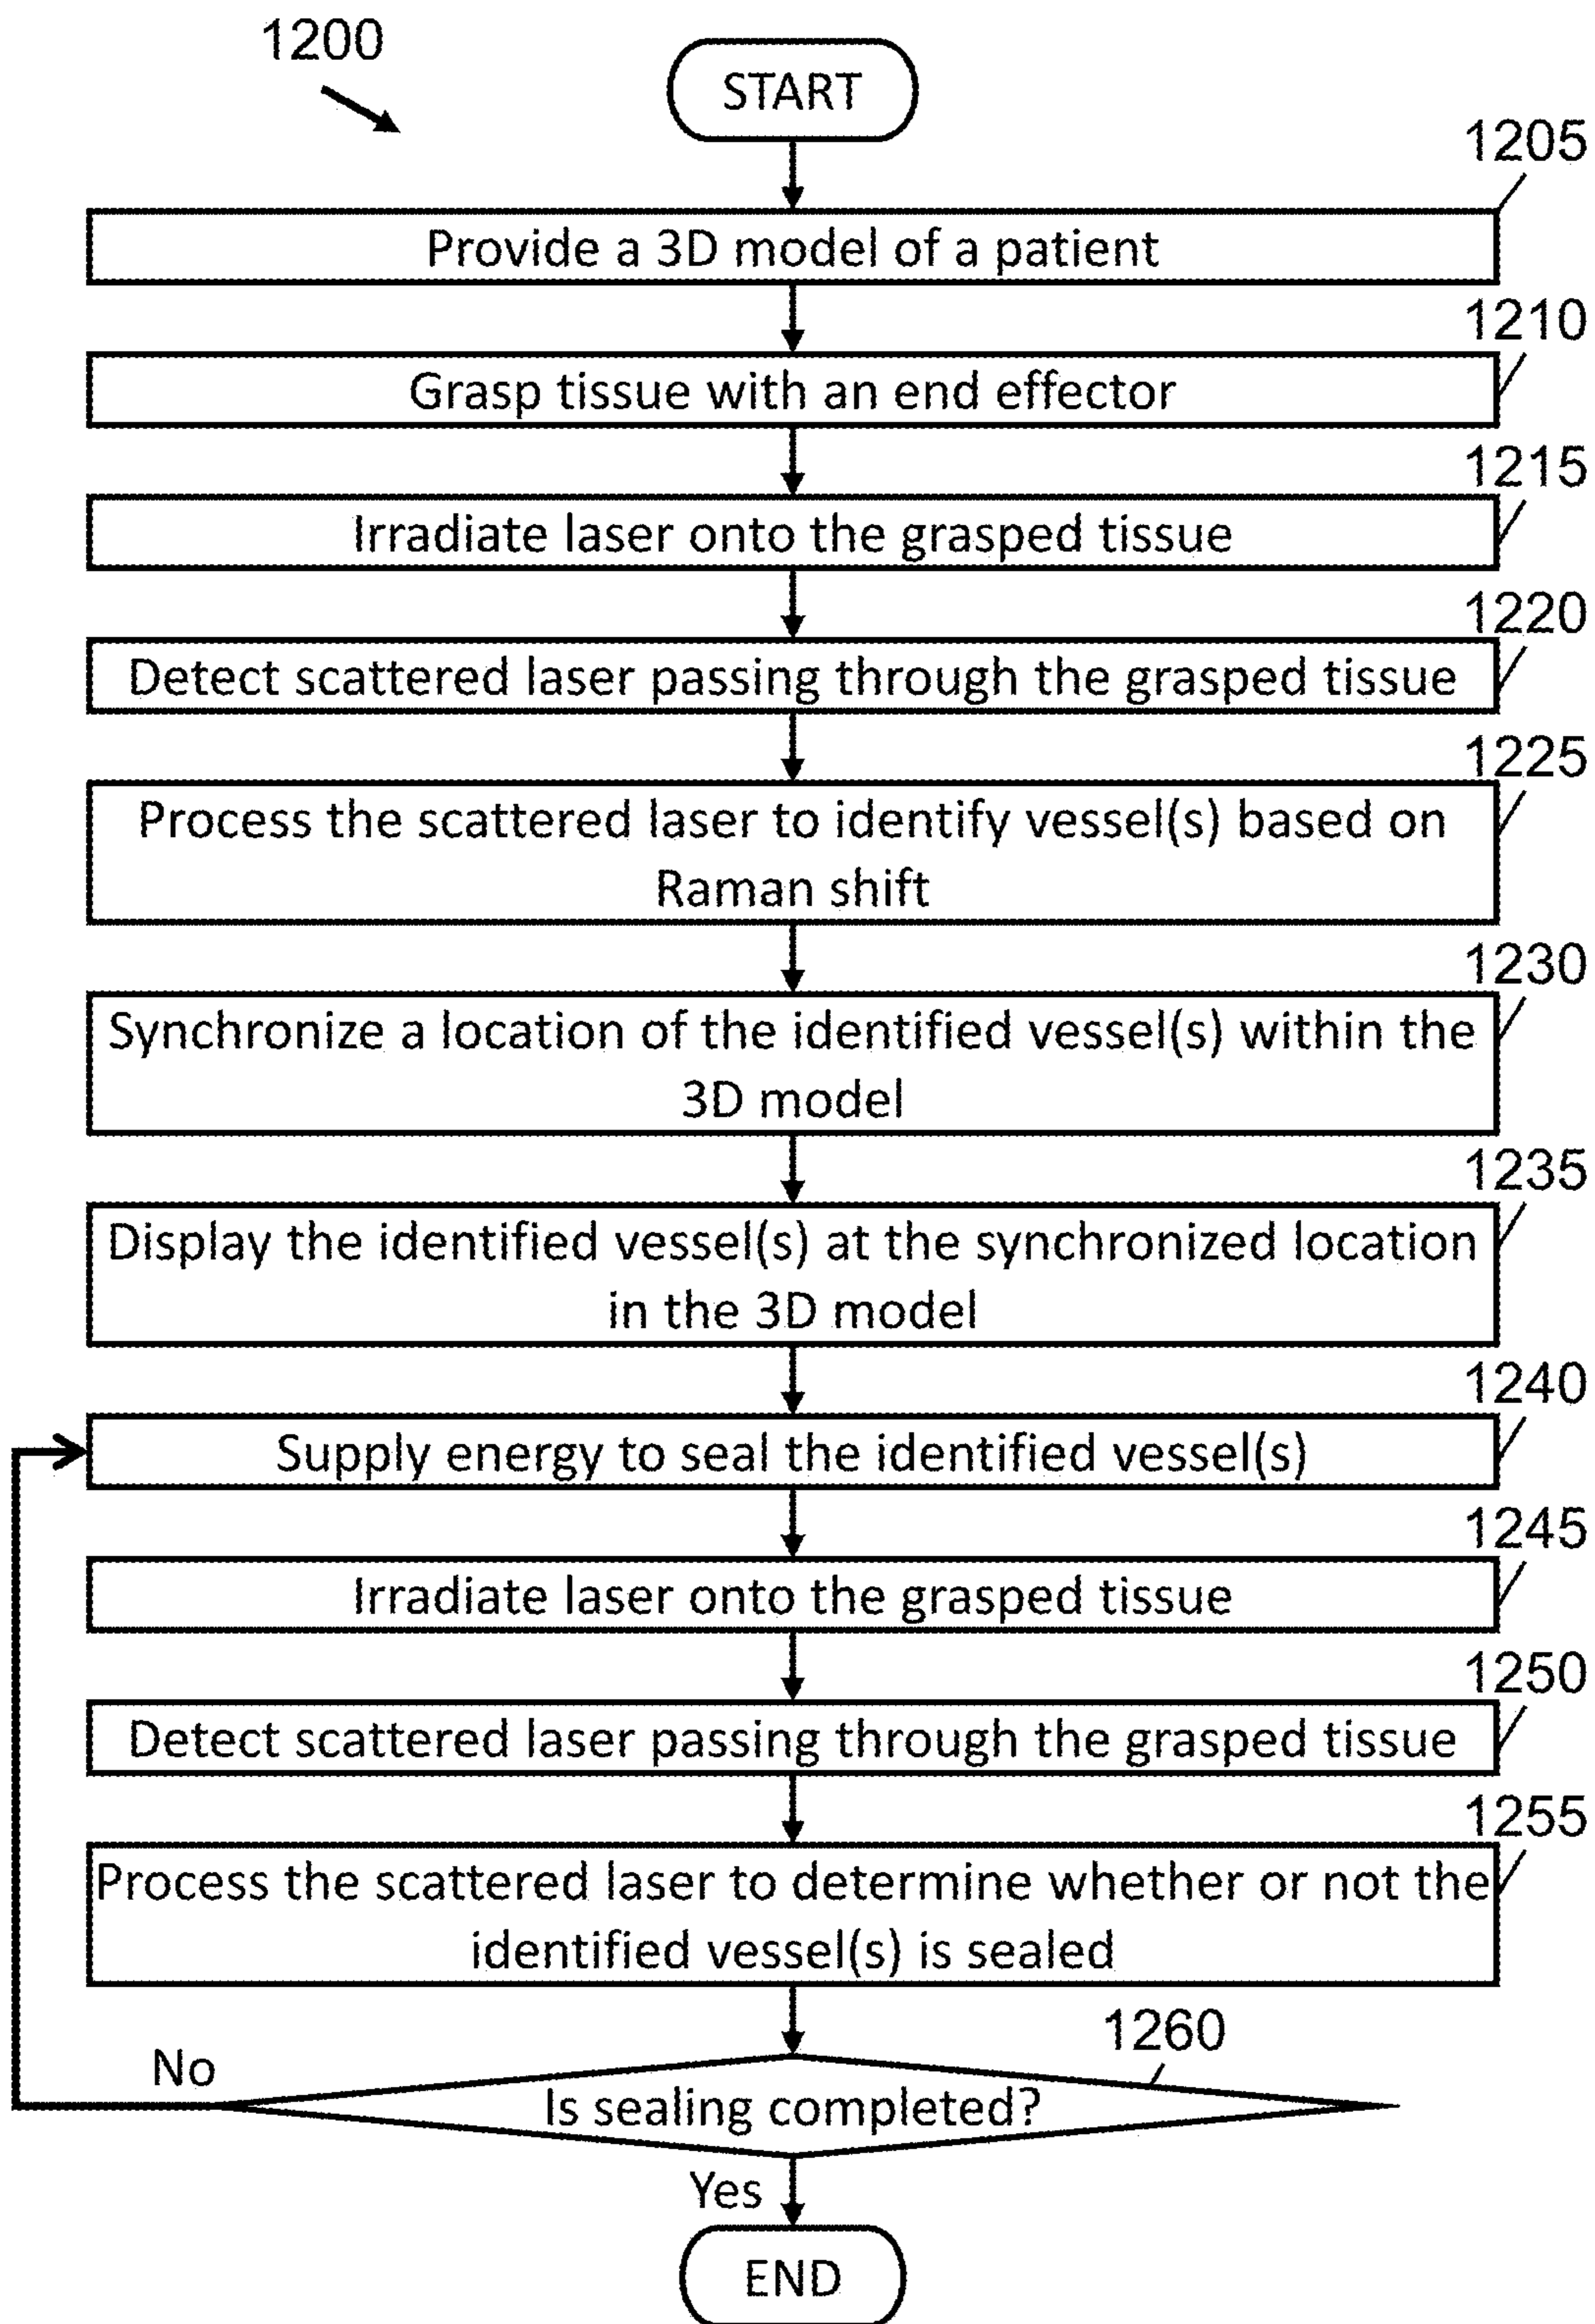 1200
START
1205
Provide a 3D model of a patient
1210
Grasp tissue with an end effector
1215
Irradiate laser onto the grasped tissue
1220
Detect scattered laser passing through the grasped tissue
1225
Process the scattered laser to identify vessel(s) based on
Raman shift
1230
Synchronize a location of the identified vessel(s) within the
3D model
1235
Display the identified vessel(s) at the synchronized location
in the 3D model
1240
Supply energy to seal the identified vessel(s)
1245
Irradiate laser onto the grasped tissue
1250
Detect scattered laser passing through the grasped tissue
1255
Process the scattered laser to determine whether or not the
identified vessel(s) is sealed
1260
No
Is sealing completed?
Yes
END